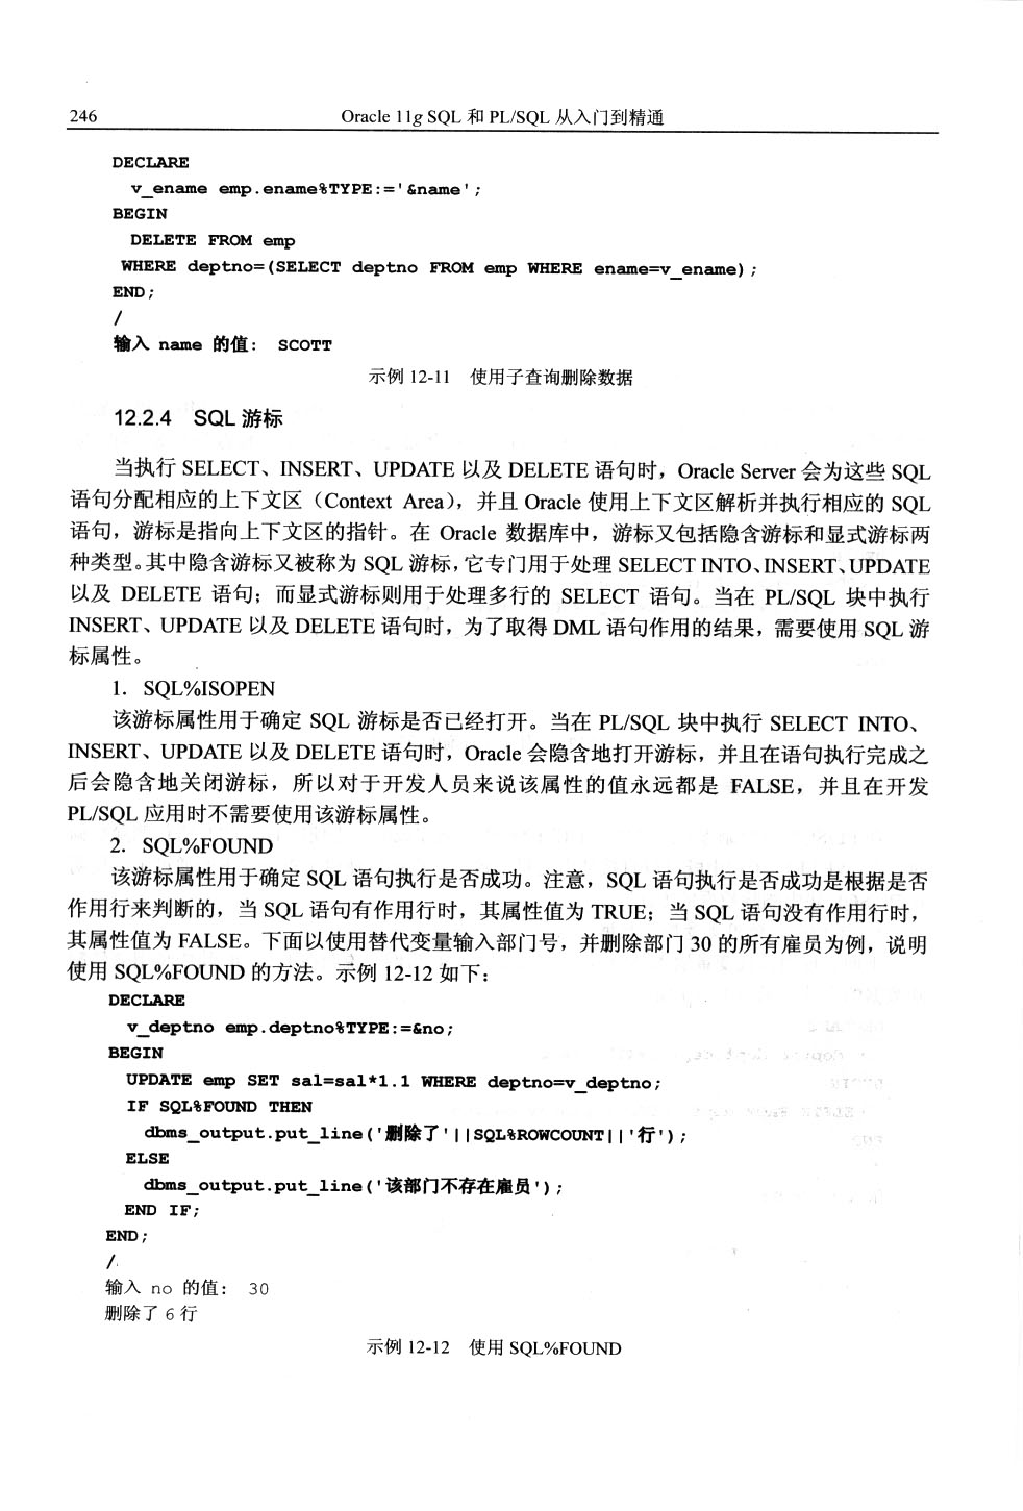 246
Oracle 11g SQL 和 PL/SQL 从入门到精通
DECLARE
v_ename emp.ename%TYPE:='&name';
BEGIN
DELETE FROM emp
WHERE deptno=(SELECT deptno FROM emp WHERE ename=v_ename);
END;
/
输入 name 的值： SCOTT
示例 12-11 使用子查询删除数据
12.2.4 SQL 游标
当执行 SELECT、INSERT、UPDATE 以及 DELETE 语句时，Oracle Server 会为这些 SQL
语句分配相应的上下文区（Context Area），并且 Oracle 使用上下文区解析并执行相应的 SQL
语句，游标是指向上下文区的指针。在 Oracle 数据库中，游标又包括隐含游标和显式游标两
种类型。其中隐含游标又被称为 SQL 游标，它专门用于处理 SELECT INTO、INSERT、UPDATE
以及 DELETE 语句；而显式游标则用于处理多行的 SELECT 语句。当在 PL/SQL 块中执行
INSERT、UPDATE 以及 DELETE 语句时，为了取得 DML 语句作用的结果，需要使用 SQL 游
标属性。
1. SQL%ISOPEN
该游标属性用于确定 SQL 游标是否已经打开。当在 PL/SQL 块中执行 SELECT INTO、
INSERT、UPDATE 以及 DELETE 语句时，Oracle 会隐含地打开游标，并且在语句执行完成之
后会隐含地关闭游标，所以对于开发人员来说该属性的值永远都是 FALSE，并且在开发
PL/SQL 应用时不需要使用该游标属性。
2. SQL%FOUND
该游标属性用于确定 SQL 语句执行是否成功。注意，SQL 语句执行是否成功是根据是否
作用行来判断的，当 SQL 语句有作用行时，其属性值为 TRUE；当 SQL 语句没有作用行时，
其属性值为 FALSE。下面以使用替代变量输入部门号，并删除部门 30 的所有雇员为例，说明
使用 SQL%FOUND 的方法。示例 12-12 如下：
DECLARE
v_deptno emp.deptno%TYPE:=&no;
BEGIN
UPDATE emp SET sal=sal*1.1 WHERE deptno=v_deptno;
IF SQL%FOUND THEN
dbms_output.put_line('删除了'||SQL%ROWCOUNT||'行');
ELSE
dbms_output.put_line('该部门不存在雇员');
END IF;
END;
/
输入 no 的值： 30
删除了 6 行
示例 12-12 使用 SQL%FOUND